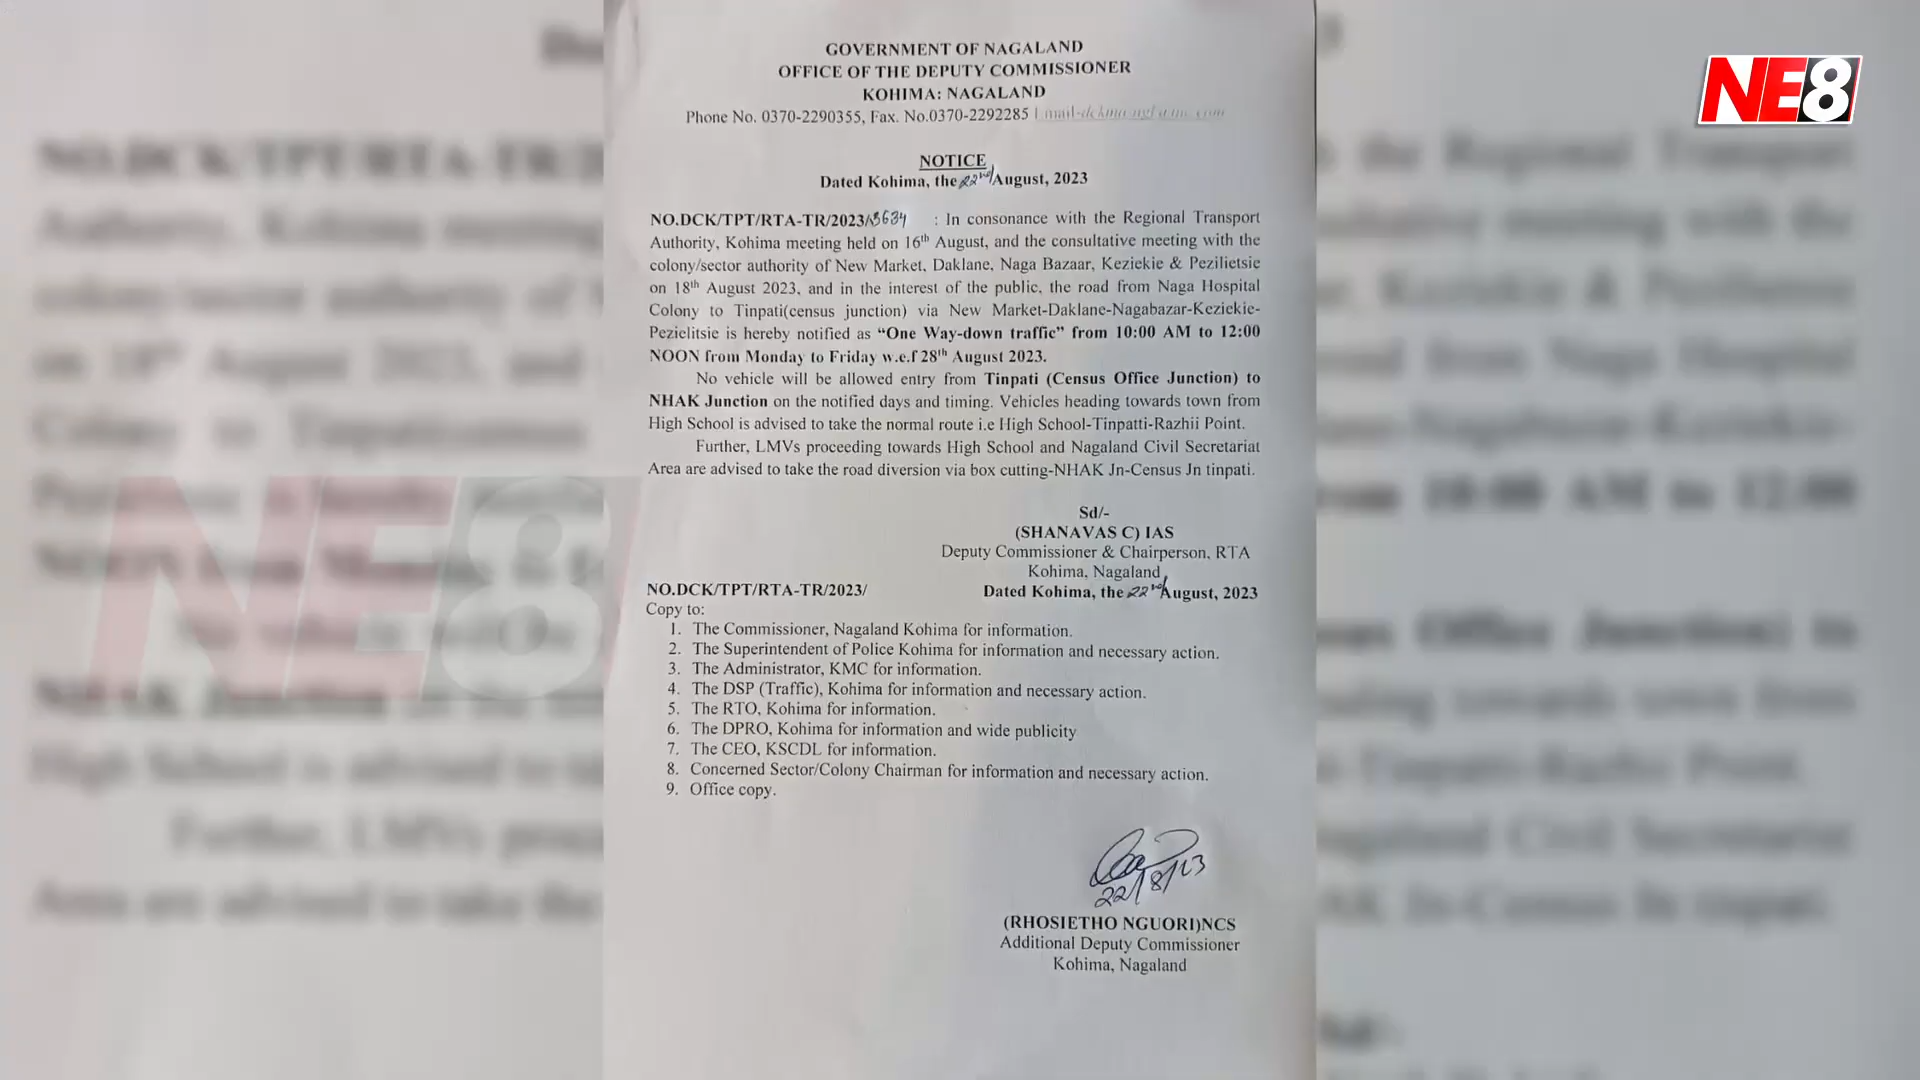 NE8
GOVERNMENT OF NAGALAND
OFFICE OF THE DEPUTY COMMISSIONER
KOHIMA: NAGALAND
Phone No. 0370-2290355, Fax. No.0370-2292285
NOTICE
Dated Kohima, the 22nd August, 2023
NO.DCK/TPT/RTA-TR/2023/ : In consonance with the Regional Transport
Authority, Kohima meeting held on 16th August, and the consultative meeting with the
colony/sector authority of New Market, Daklane, Naga Bazaar, Keziekie & Pezilietsie
on 18th August 2023, and in the interest of the public, the road from Naga Hospital
Colony to Tinpati(census junction) via New Market-Daklane-Nagabazar-Keziekie-
Pezielitsie is hereby notified as “One Way-down traffic” from 10:00 AM to 12:00
NOON from Monday to Friday w.e.f 28th August 2023.
No vehicle will be allowed entry from Tinpati (Census Office Junction) to
NHAK Junction on the notified days and timing. Vehicles heading towards town from
High School is advised to take the normal route i.e High School-Tinpatti-Razhii Point.
Further, LMVs proceeding towards High School and Nagaland Civil Secretariat
Area are advised to take the road diversion via box cutting-NHAK Jn-Census Jn tinpati.
Sd/-
(SHANAVAS C) IAS
Deputy Commissioner & Chairperson, RTA
Kohima, Nagaland
NO.DCK/TPT/RTA-TR/2023/ Dated Kohima, the 22nd August, 2023
Copy to:
1. The Commissioner, Nagaland Kohima for information.
2. The Superintendent of Police Kohima for information and necessary action.
3. The Administrator, KMC for information.
4. The DSP (Traffic), Kohima for information and necessary action.
5. The RTO, Kohima for information.
6. The DPRO, Kohima for information and wide publicity
7. The CEO, KSCDL for information.
8. Concerned Sector/Colony Chairman for information and necessary action.
9. Office copy.
22/8/23
(RHOSIETHO NGUORI)NCS
Additional Deputy Commissioner
Kohima, Nagaland
NE8